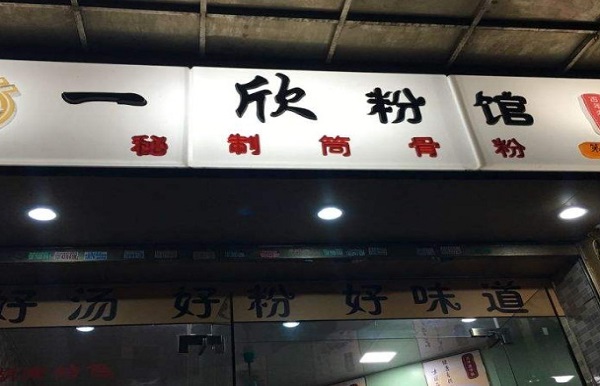 一欣粉馆
秘制筒骨粉
好汤 好粉 好味道